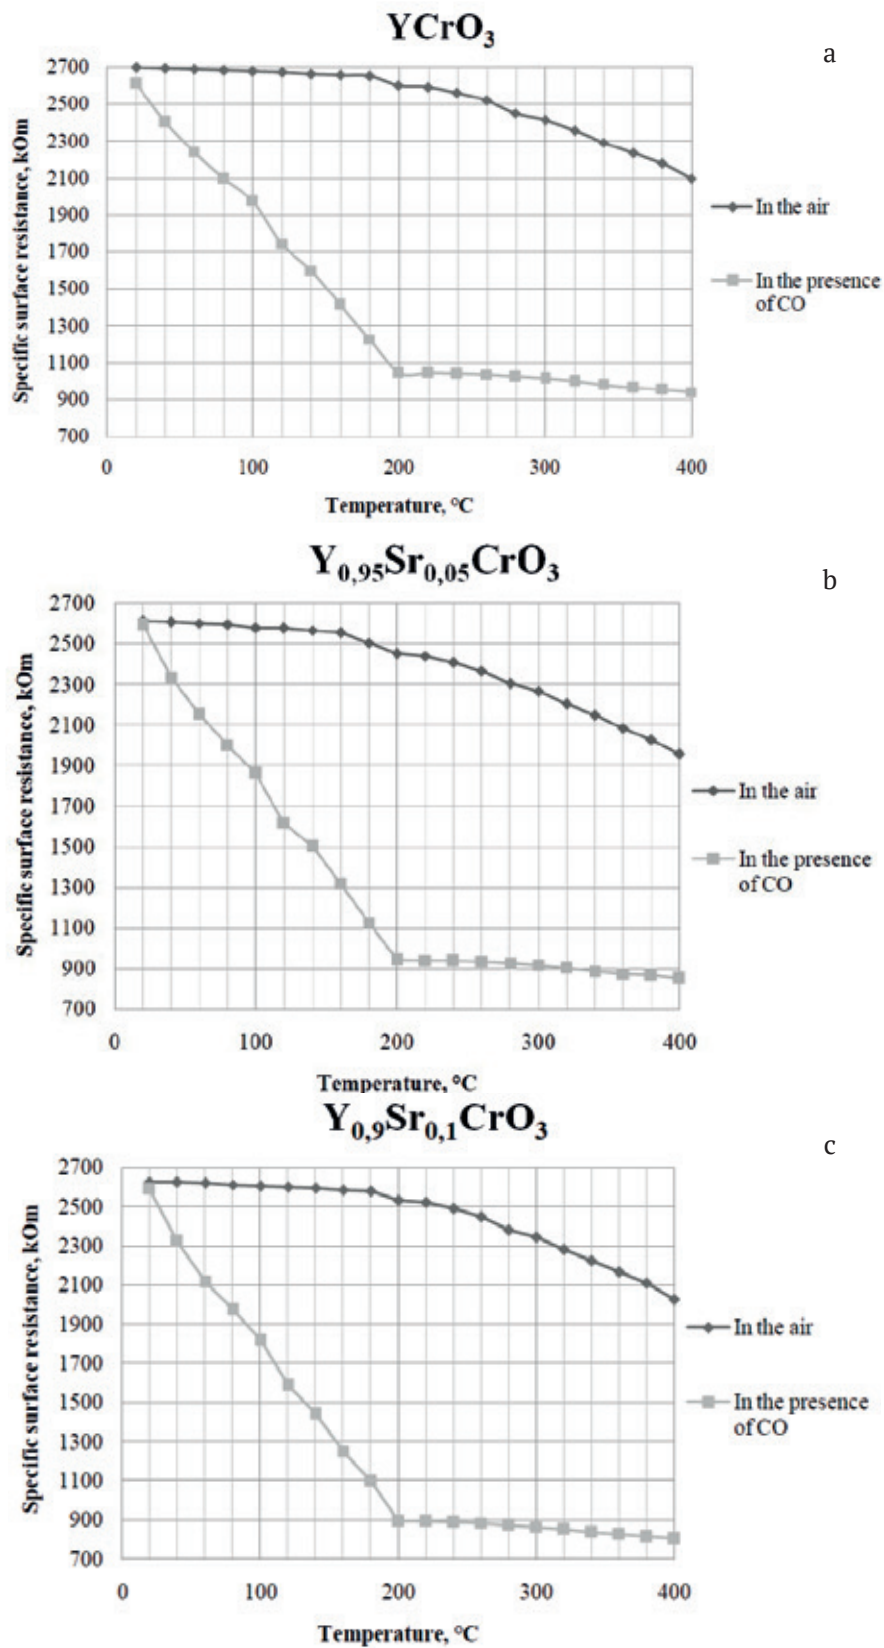 YCrO3
a
2700
2500
2300
2100
1900
1700
1500
1300
1100
900
700
Specific surface resistance, kOm
0 100 200 300 400
Temperature, °C
In the air
In the presence
of CO
Y0,95Sr0,05CrO3
b
2700
2500
2300
2100
1900
1700
1500
1300
1100
900
700
Specific surface resistance, kOm
0 100 200 300 400
Temperature, °C
In the air
In the presence
of CO
Y0,9Sr0,1CrO3
c
2700
2500
2300
2100
1900
1700
1500
1300
1100
900
700
Specific surface resistance, kOm
0 100 200 300 400
Temperature, °C
In the air
In the presence
of CO